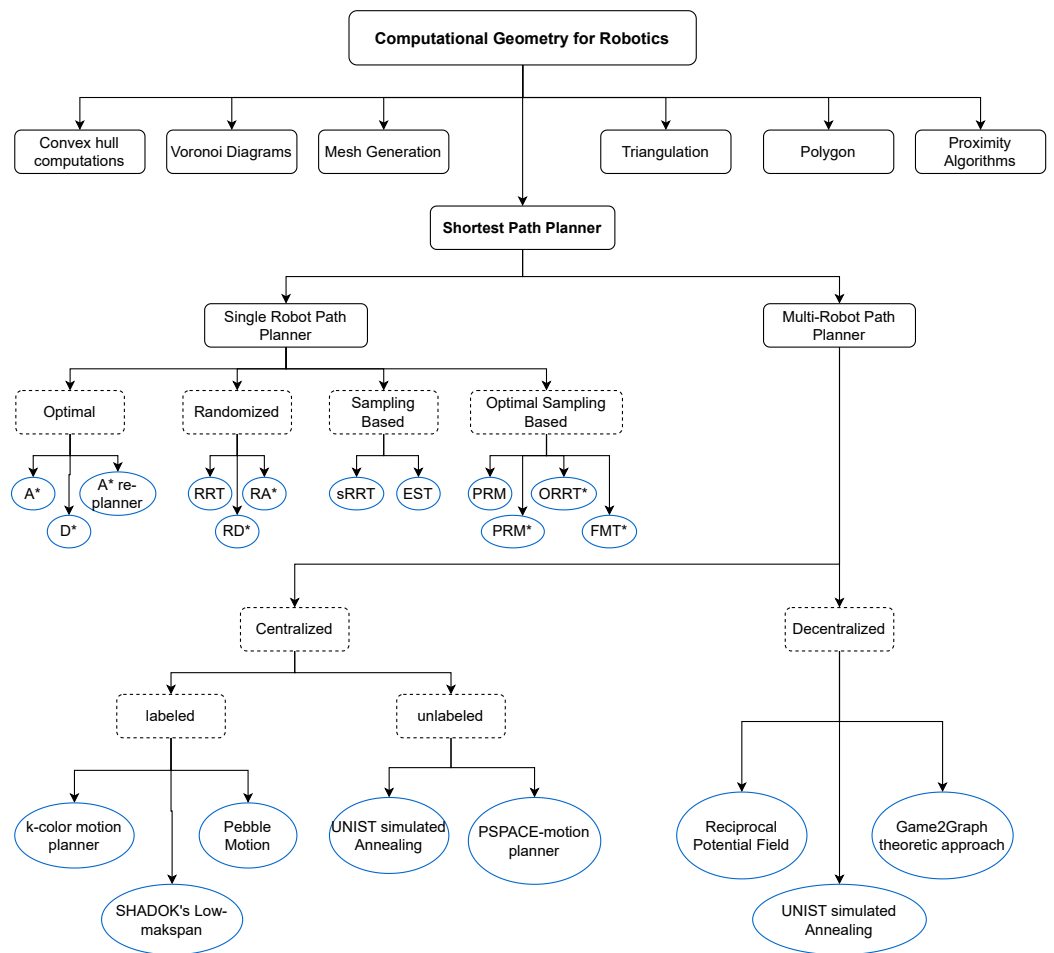 Computational Geometry for Robotics
Convex hull
computations
Voronoi Diagrams
Mesh Generation
Triangulation
Polygon
Proximity
Algorithms
Shortest Path Planner
Single Robot Path
Planner
Multi-Robot Path
Planner
Optimal
Randomized
Sampling
Based
Optimal Sampling
Based
A*
A* re-
planner
D*
RRT
RA*
RD*
sRRT
EST
PRM
ORRT*
PRM*
FMT*
Centralized
Decentralized
labeled
unlabeled
k-color motion
planner
Pebble
Motion
UNIST simulated
Annealing
PSPACE-motion
planner
Reciprocal
Potential Field
Game2Graph
theoretic approach
SHADOK's Low-
makspan
UNIST simulated
Annealing